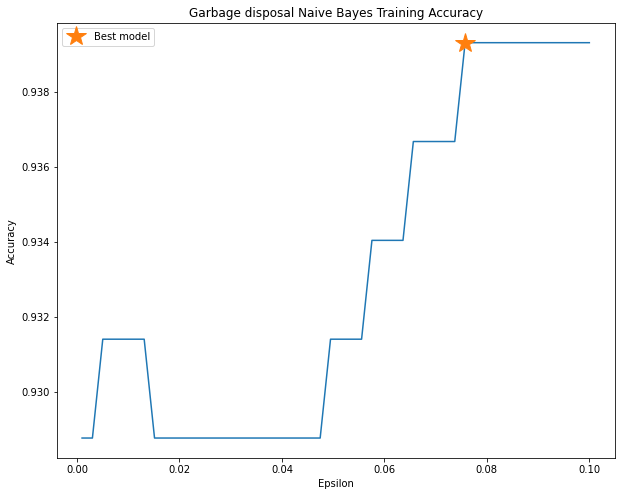 Garbage disposal Naive Bayes Training Accuracy
Best model
0.938
0.936
0.934
0.932
0.930
Accuracy
0.00 0.02 0.04 0.06 0.08 0.10
Epsilon